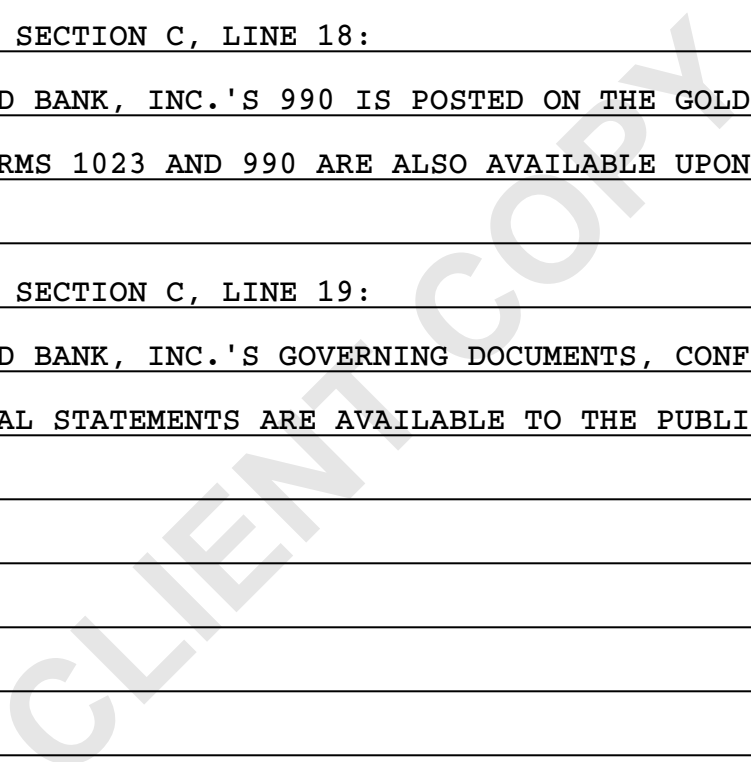 SECTION C, LINE 18:
D BANK, INC.'S 990 IS POSTED ON THE GOLD
RMS 1023 AND 990 ARE ALSO AVAILABLE UPON
SECTION C, LINE 19:
D BANK, INC.'S GOVERNING DOCUMENTS, CONF
AL STATEMENTS ARE AVAILABLE TO THE PUBLI
CLIENT COPY